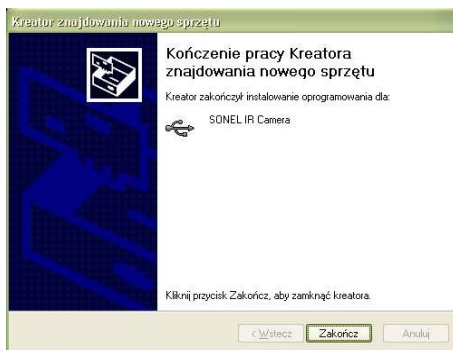 Kreator znajdowania nowego sprzętu
Kończenie pracy Kreatora
znajdowania nowego sprzętu
Kreator zakończył instalowanie oprogramowania dla:
SONEL IR Camera
Kliknij przycisk Zakończ, aby zamknąć kreatora.
< Wstecz Zakończ Anuluj